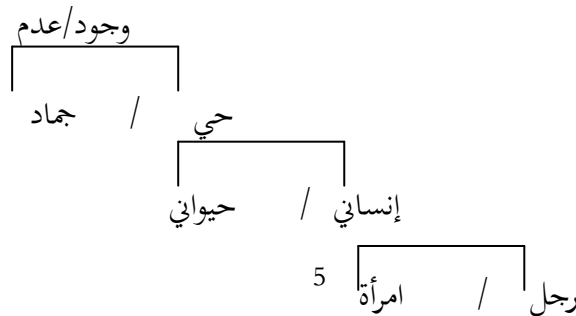 وجود/عدم
حي / جماد
إنساني / حيواني
رجل / امرأة 5